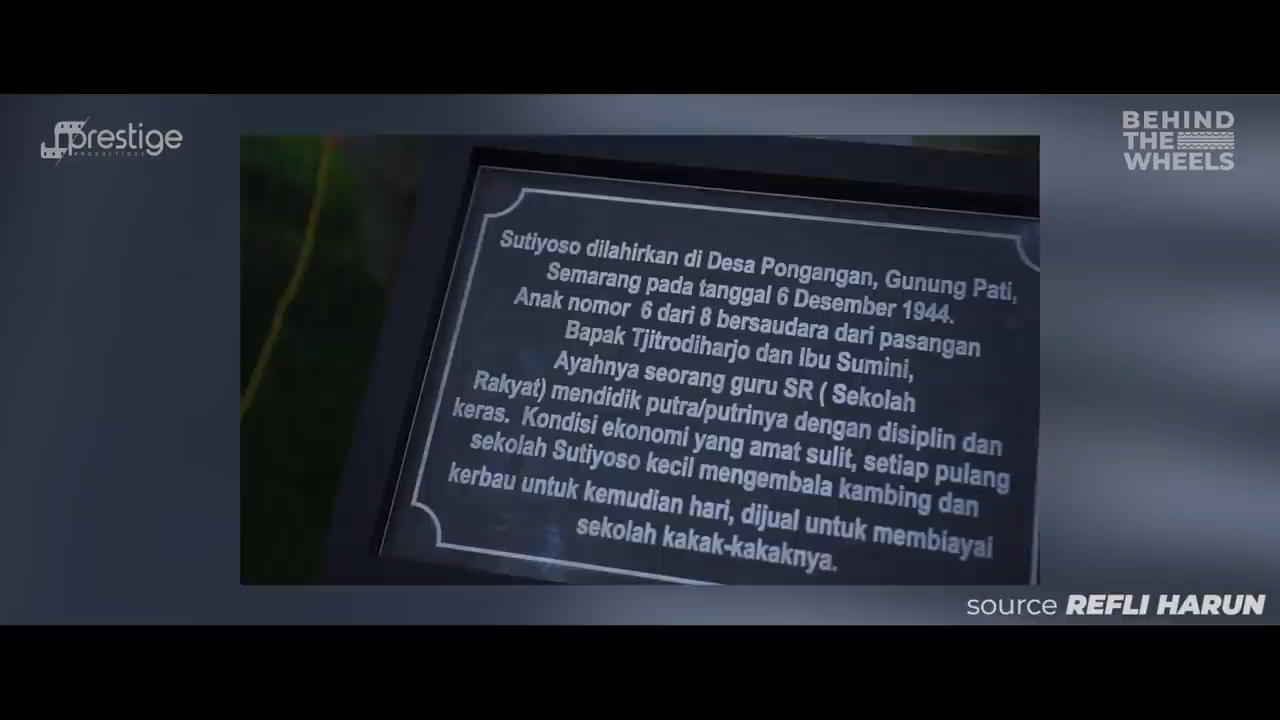 prestige
PRODUCTIONS
BEHIND
THE
WHEELS
Sutiyoso dilahirkan di Desa Pongangan, Gunung Pati,
Semarang pada tanggal 6 Desember 1944.
Anak nomor 6 dari 8 bersaudara dari pasangan
Bapak Tjitrodiharjo dan Ibu Sumini,
Ayahnya seorang guru SR ( Sekolah
Rakyat) mendidik putra/putrinya dengan disiplin dan
keras. Kondisi ekonomi yang amat sulit, setiap pulang
sekolah Sutiyoso kecil mengembala kambing dan
kerbau untuk kemudian hari, dijual untuk membiayai
sekolah kakak-kakaknya.
source REFLI HARUN